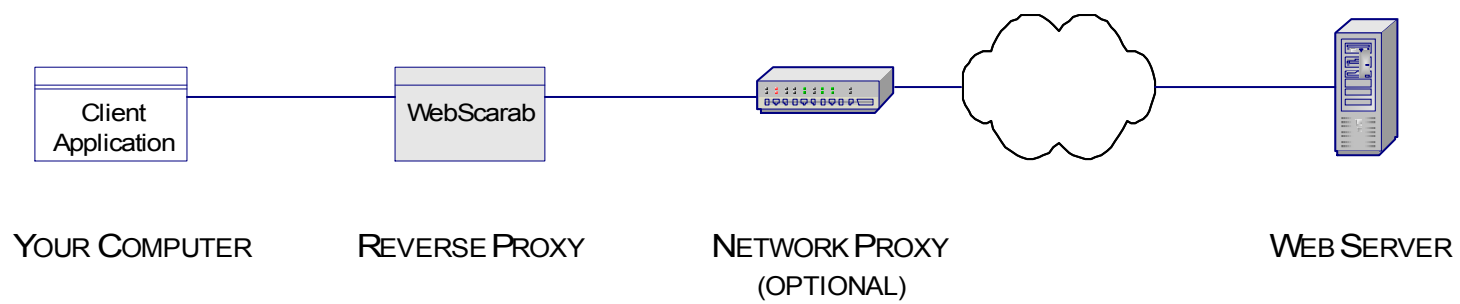 Client
Application
WebScarab
YOUR COMPUTER
REVERSE PROXY
NETWORK PROXY
(OPTIONAL)
WEB SERVER